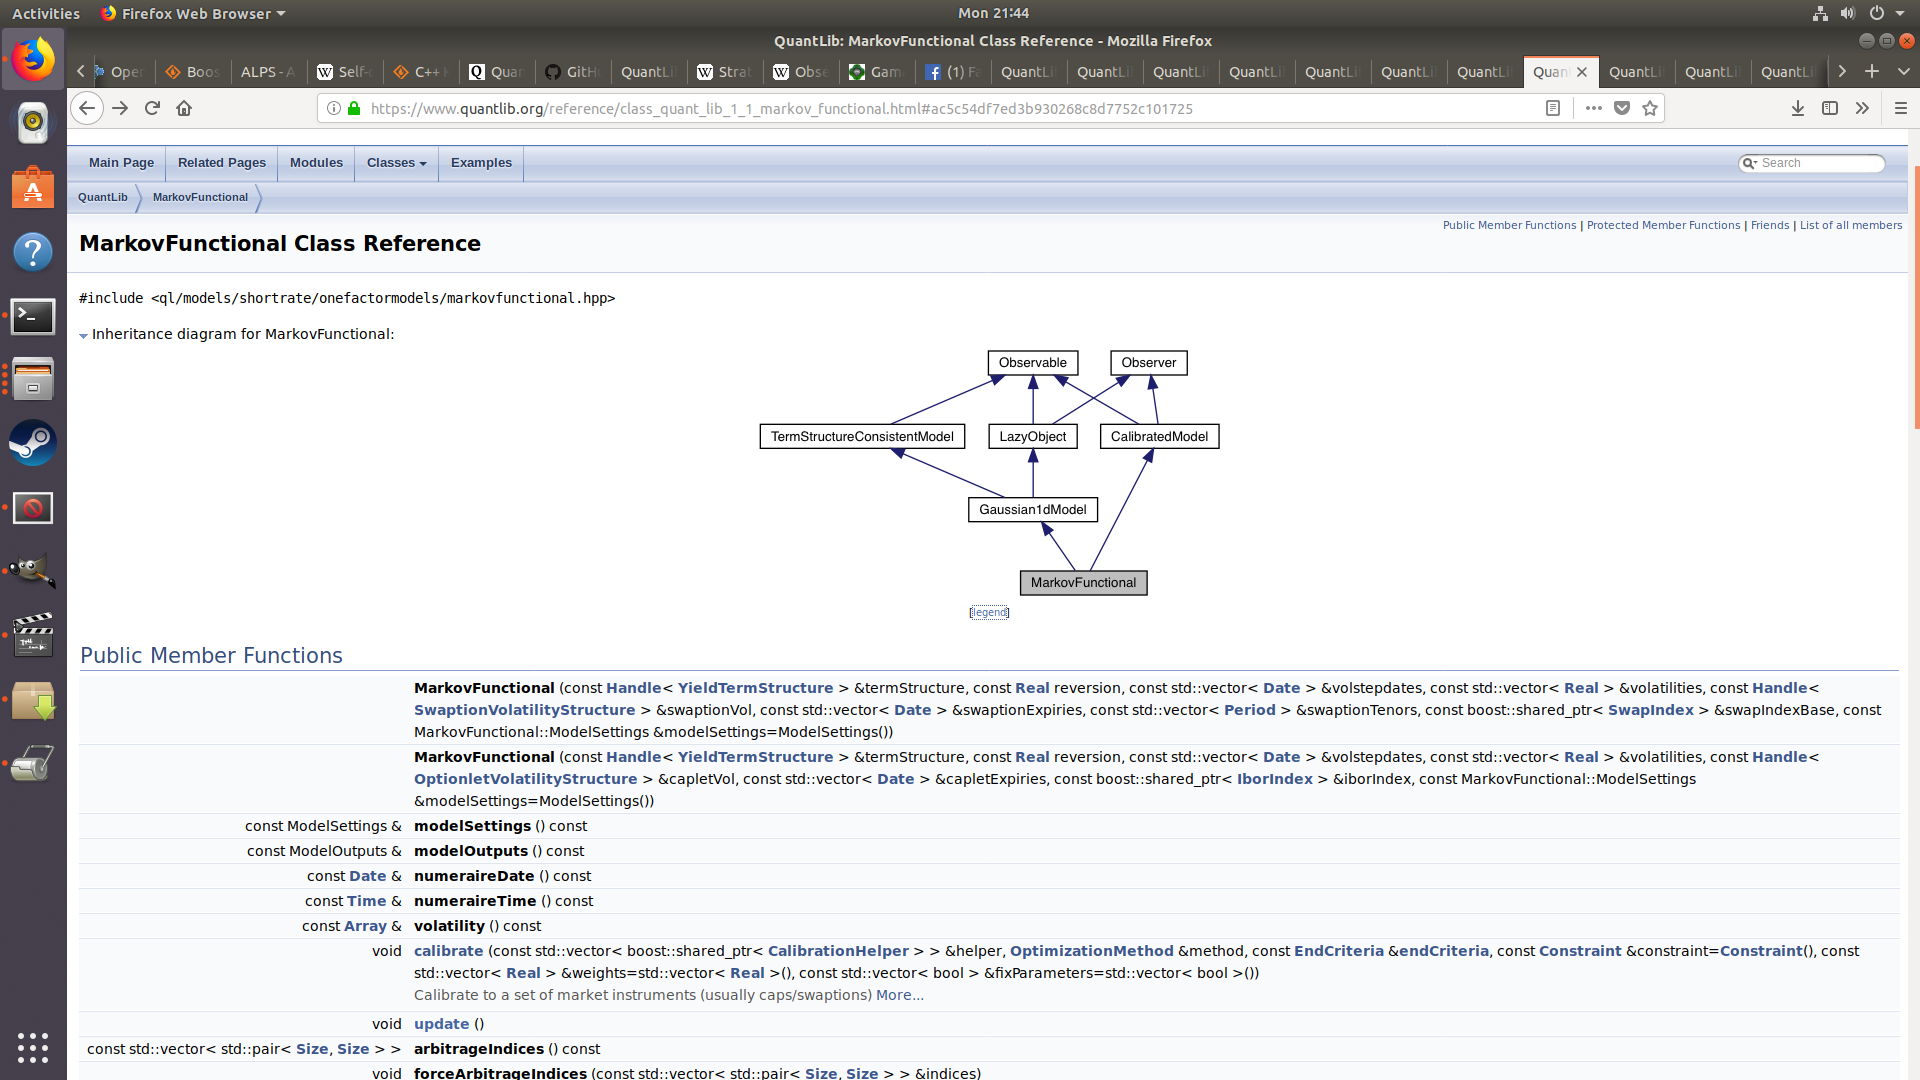 Activities
Firefox Web Browser
Mon 21:44
QuantLib: MarkovFunctional Class Reference - Mozilla Firefox
Open
Boos
ALPS - A
Self-
C++
Quan
GitH
QuantLi
Strat
Obse
Gam
(1) Fa
QuantLi
QuantLi
QuantLi
QuantLi
QuantLi
QuantLi
QuantLi
Quan
QuantLi
QuantLi
QuantLi
https://www.quantlib.org/reference/class_quant_lib_1_1_markov_functional.html#ac5c54df7ed3b930268c8d7752c101725
Main Page
Related Pages
Modules
Classes
Examples
Search
QuantLib
MarkovFunctional
Public Member Functions | Protected Member Functions | Friends | List of all members
MarkovFunctional Class Reference
#include <ql/models/shortrate/onefactormodels/markovfunctional.hpp>
Inheritance diagram for MarkovFunctional:
Observable
Observer
TermStructureConsistentModel
LazyObject
CalibratedModel
Gaussian1dModel
MarkovFunctional
[legend]
Public Member Functions
MarkovFunctional (const Handle< YieldTermStructure > &termStructure, const Real reversion, const std::vector< Date > &volstepdates, const std::vector< Real > &volatilities, const Handle<
SwaptionVolatilityStructure > &swaptionVol, const std::vector< Date > &swaptionExpiries, const std::vector< Period > &swaptionTenors, const boost::shared_ptr< SwapIndex > &swapIndexBase, const
MarkovFunctional::ModelSettings &modelSettings=ModelSettings())
MarkovFunctional (const Handle< YieldTermStructure > &termStructure, const Real reversion, const std::vector< Date > &volstepdates, const std::vector< Real > &volatilities, const Handle<
OptionletVolatilityStructure > &capletVol, const std::vector< Date > &capletExpiries, const boost::shared_ptr< IborIndex > &iborIndex, const MarkovFunctional::ModelSettings
&modelSettings=ModelSettings())
const ModelSettings & modelSettings () const
const ModelOutputs & modelOutputs () const
const Date & numeraireDate () const
const Time & numeraireTime () const
const Array & volatility () const
void calibrate (const std::vector< boost::shared_ptr< CalibrationHelper > > &helper, OptimizationMethod &method, const EndCriteria &endCriteria, const Constraint &constraint=Constraint(), const
std::vector< Real > &weights=std::vector< Real >(), const std::vector< bool > &fixParameters=std::vector< bool >())
Calibrate to a set of market instruments (usually caps/swaptions) More...
void update ()
const std::vector< std::pair< Size, Size > > arbitrageIndices () const
void forceArbitrageIndices (const std::vector< std::pair< Size, Size > > &indices)